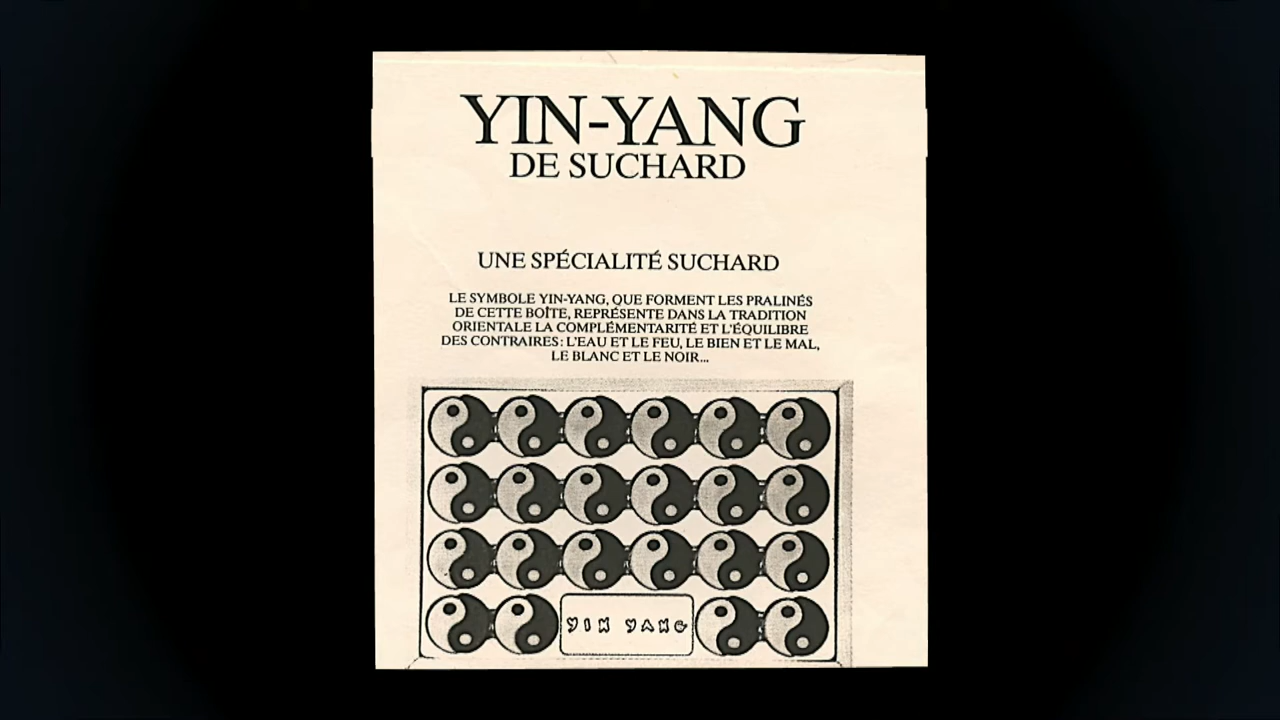 YIN-YANG
DE SUCHARD
UNE SPÉCIALITÉ SUCHARD
LE SYMBOLE YIN-YANG, QUE FORMENT LES PRALINÉS
DE CETTE BOÎTE, REPRÉSENTE DANS LA TRADITION
ORIENTALE LA COMPLÉMENTARITÉ ET L'ÉQUILIBRE
DES CONTRAIRES: L'EAU ET LE FEU, LE BIEN ET LE MAL,
LE BLANC ET LE NOIR...
YIN YANG